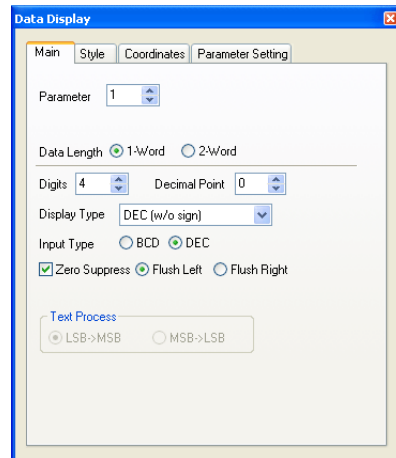 Data Display
Main Style Coordinates Parameter Setting
Parameter 1
Data Length 1-Word 2-Word
Digits 4 Decimal Point 0
Display Type DEC (w/o sign)
Input Type BCD DEC
Zero Suppress Flush Left Flush Right
Text Process
LSB->MSB MSB->LSB